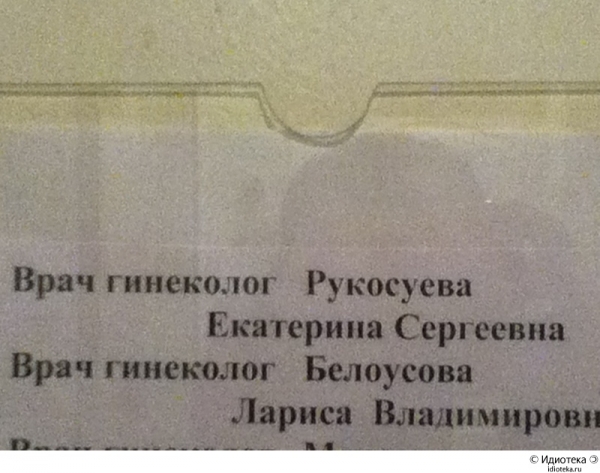 Врач гинеколог Рукосуева
Екатерина Сергеевна
Врач гинеколог Белоусова
Лариса Владимировн
© Идиотека
idioteka.ru